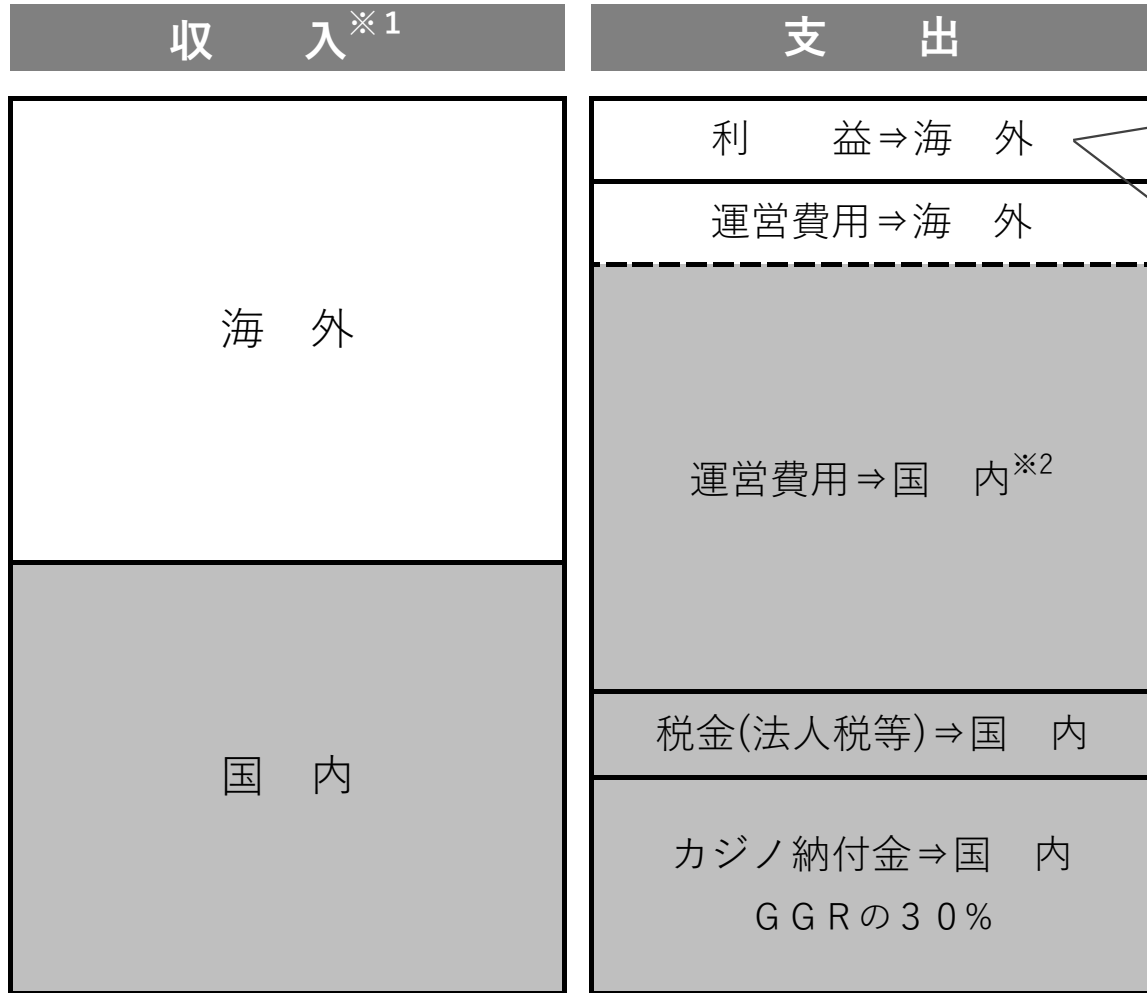 収　入※1
海　外
国　内
支　出
利　益⇒海　外
運営費用⇒海　外
運営費用⇒国　内※2
税金(法人税等)⇒国　内
カジノ納付金⇒国　内
ＧＧＲの３０％